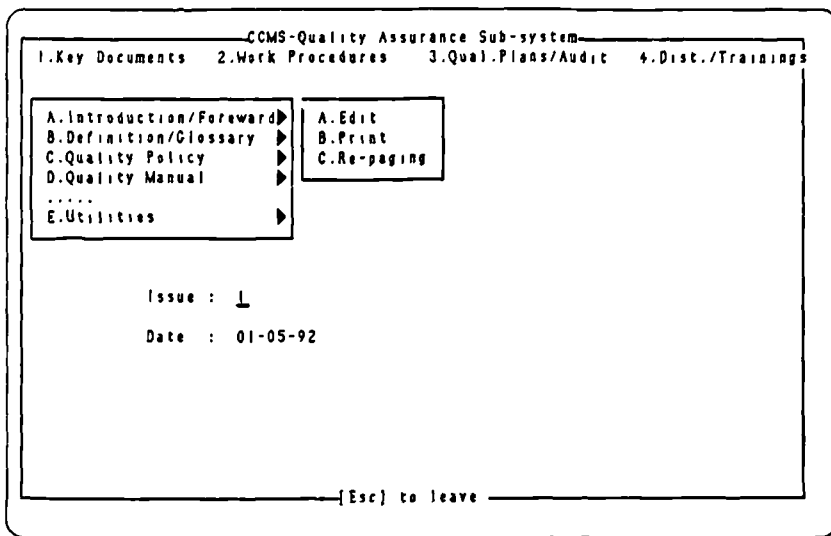 CCMS-Quality Assurance Sub-system
1.Key Documents 2.Work Procedures 3.Qual.Plans/Audit 4.Dist./Trainings
A.Introduction/Foreward
B.Definition/Glossary
C.Quality Policy
D.Quality Manual
.....
E.Utilities
A.Edit
B.Print
C.Re-paging
Issue : 1
Date : 01-05-92
[Esc] to leave